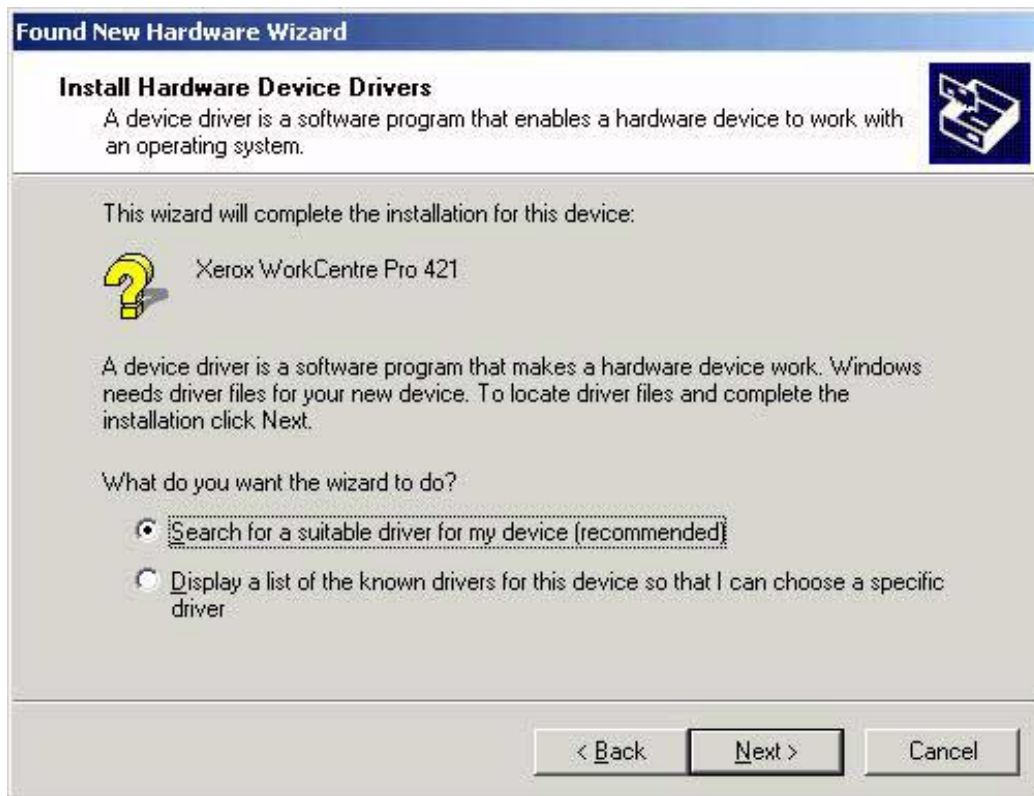 Found New Hardware Wizard
Install Hardware Device Drivers
A device driver is a software program that enables a hardware device to work with
an operating system.
This wizard will complete the installation for this device:
Xerox WorkCentre Pro 421
A device driver is a software program that makes a hardware device work. Windows
needs driver files for your new device. To locate driver files and complete the
installation click Next.
What do you want the wizard to do?
Search for a suitable driver for my device (recommended)
Display a list of the known drivers for this device so that I can choose a specific
driver
< Back Next > Cancel